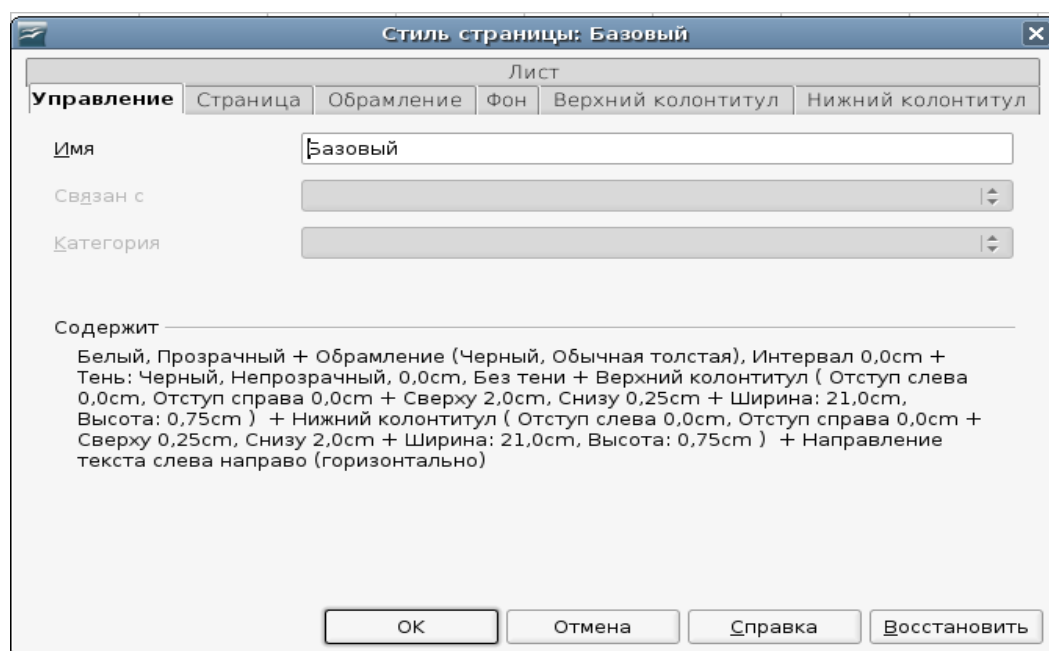 Стиль страницы: Базовый
Лист
Управление Страница Обрамление Фон Верхний колонтитул Нижний колонтитул
Имя Базовый
Связан с
Категория
Содержит
Белый, Прозрачный + Обрамление (Черный, Обычная толстая), Интервал 0,0cm +
Тень: Черный, Непрозрачный, 0,0cm, Без тени + Верхний колонтитул ( Отступ слева
0,0cm, Отступ справа 0,0cm + Сверху 2,0cm, Снизу 0,25cm + Ширина: 21,0cm,
Высота: 0,75cm ) + Нижний колонтитул ( Отступ слева 0,0cm, Отступ справа 0,0cm +
Сверху 0,25cm, Снизу 2,0cm + Ширина: 21,0cm, Высота: 0,75cm ) + Направление
текста слева направо (горизонтально)
OK Отмена Справка Восстановить